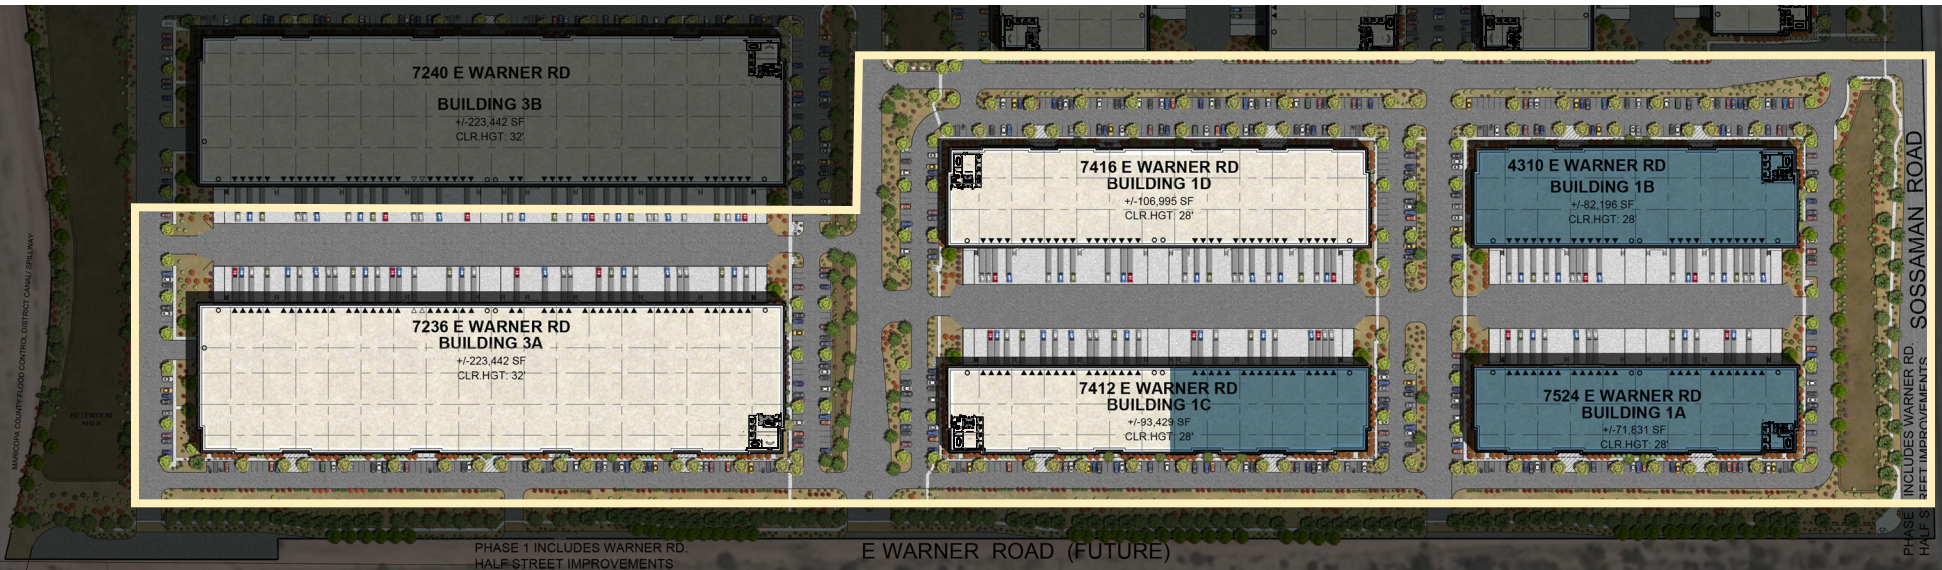 7240 E WARNER RD
BUILDING 3B
+/-223,442 SF
CLR.HGT: 32'
7416 E WARNER RD
BUILDING 1D
+/-106,995 SF
CLR.HGT: 28'
4310 E WARNER RD
BUILDING 1B
+/-82,196 SF
CLR.HGT: 28'
7236 E WARNER RD
BUILDING 3A
+/-223,442 SF
CLR.HGT: 32'
7412 E WARNER RD
BUILDING 1C
+/-93,429 SF
CLR.HGT: 28'
7524 E WARNER RD
BUILDING 1A
+/-71,831 SF
CLR.HGT: 28'
MARICOPA COUNTY FLOOD CONTROL DISTRICT CANAL/ SPILLWAY
RETENTION
AREA
SOSSAMAN ROAD
PHASE 1 INCLUDES WARNER RD.
HALF STREET IMPROVEMENTS
E WARNER ROAD (FUTURE)
PHASE INCLUDES WARNER RD.
HALF STREET IMPROVEMENTS